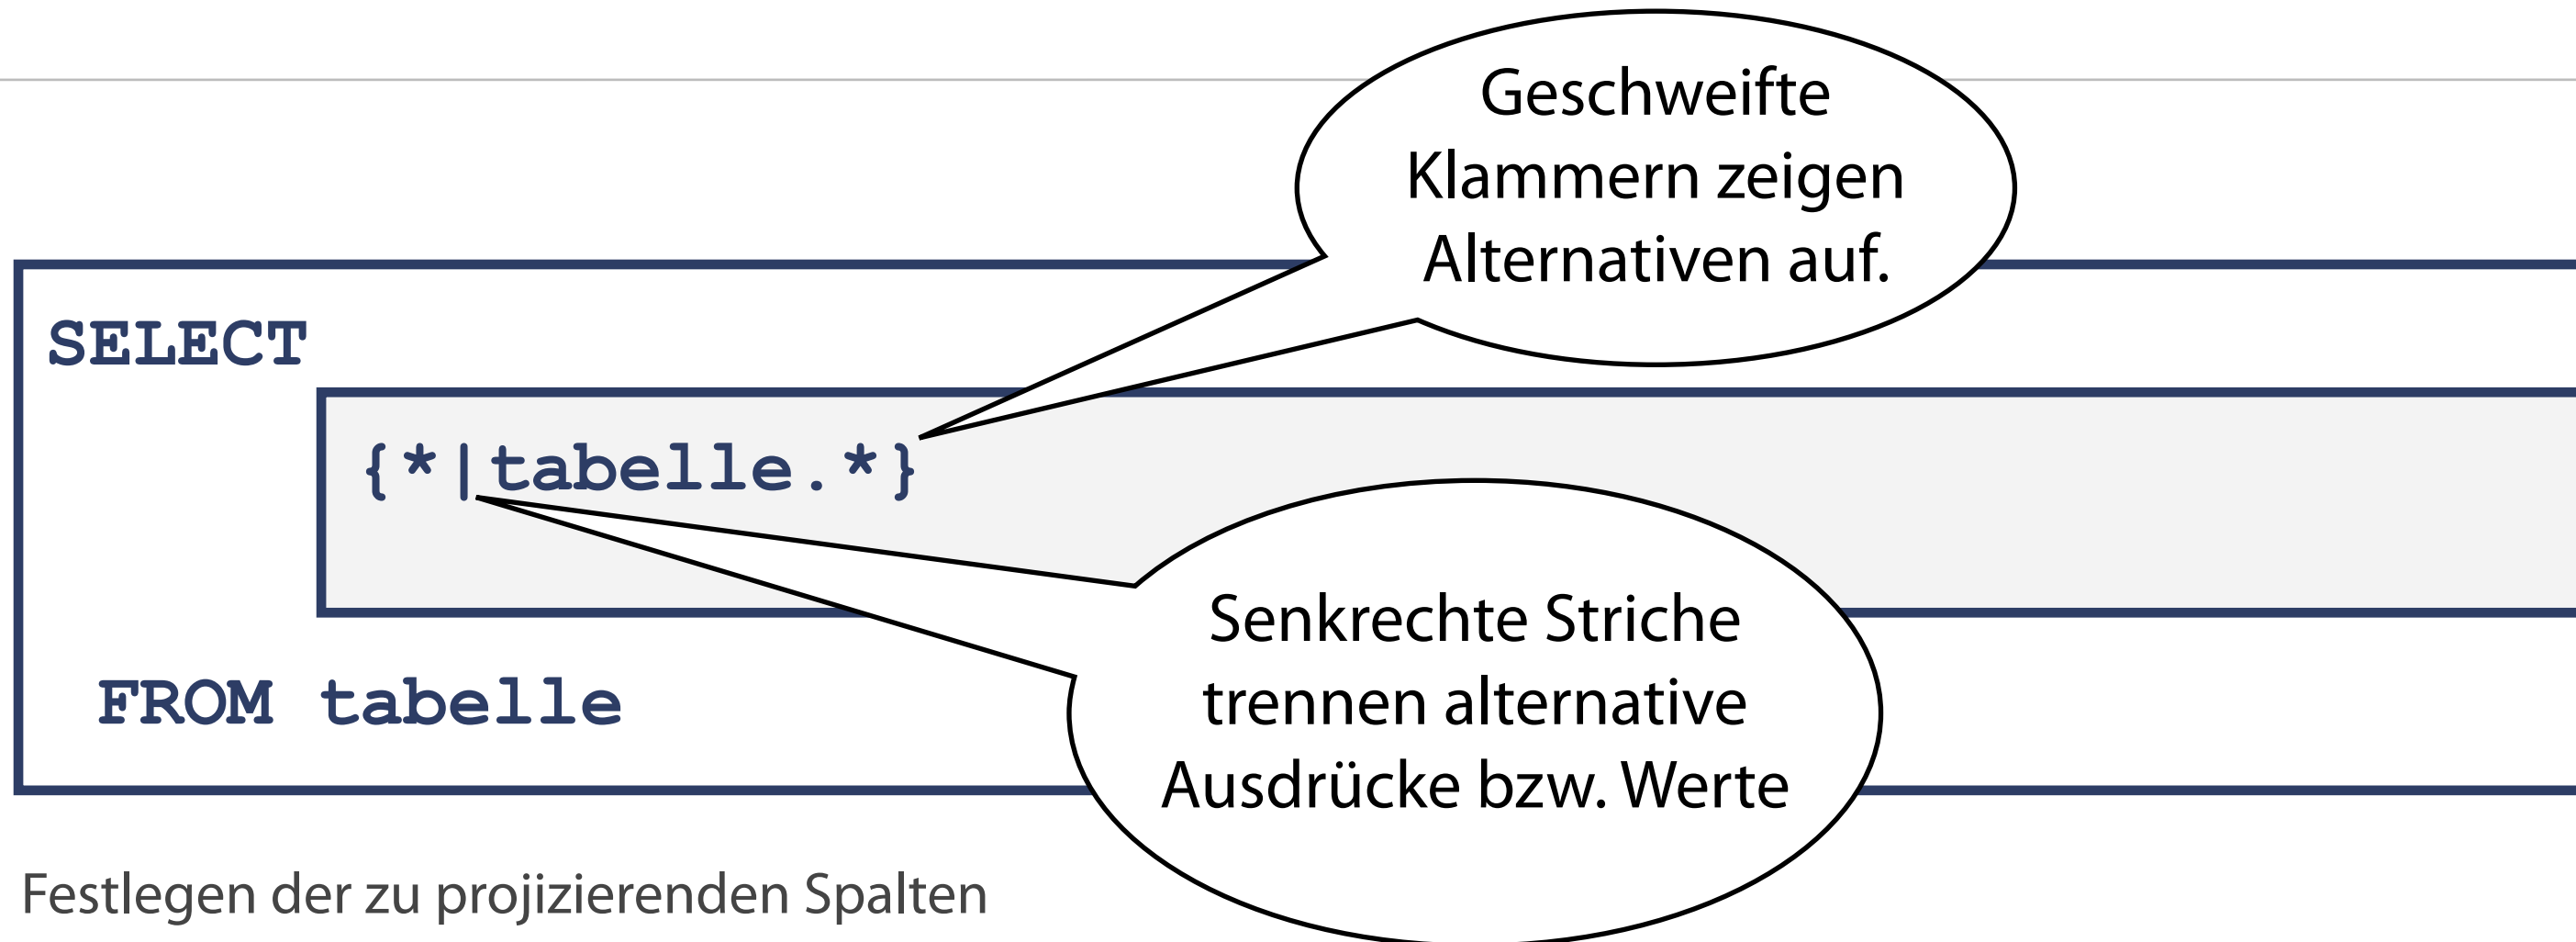 Geschweifte
Klammern zeigen
Alternativen auf.
SELECT
{*|tabelle.*}
Senkrechte Striche
trennen alternative
Ausdrücke bzw. Werte
FROM tabelle
Festlegen der zu projizierenden Spalten